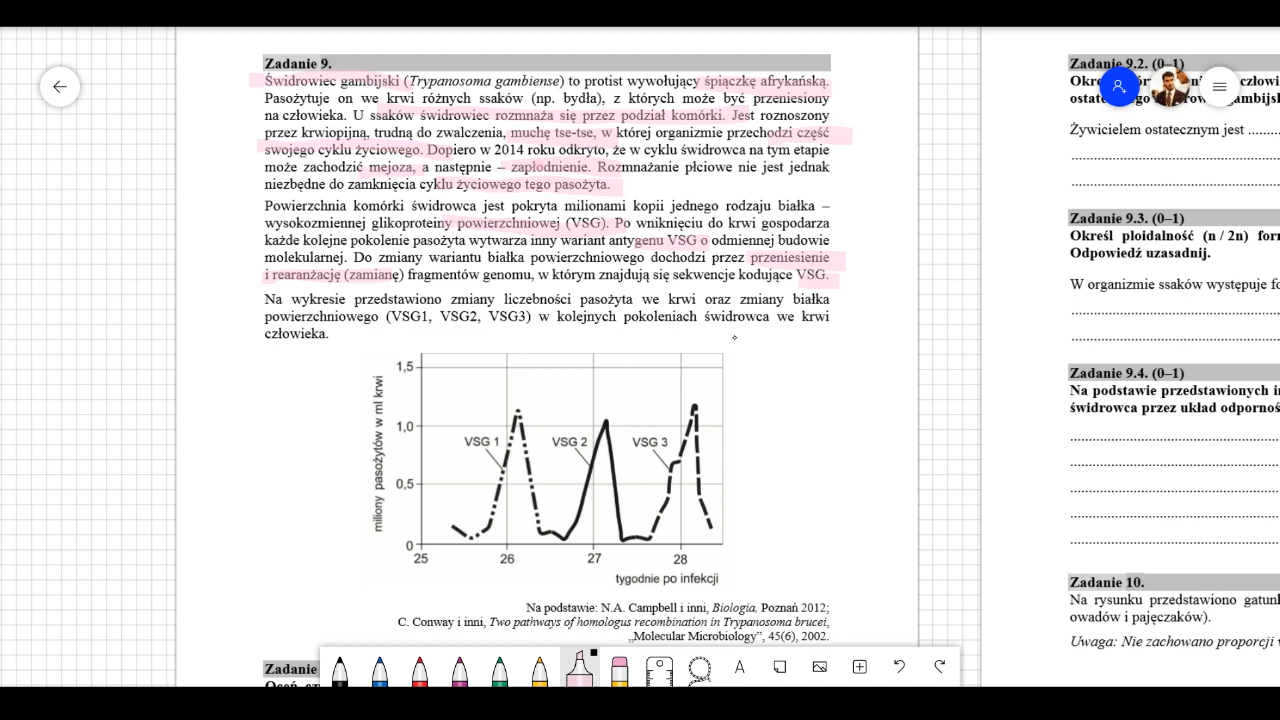 Zadanie 9.
Świdrowiec gambijski (Trypanosoma gambiense) to protist wywołujący śpiączkę afrykańską.
Pasożytuje on we krwi różnych ssaków (np. bydła), z których może być przeniesiony
na człowieka. U ssaków świdrowiec rozmnaża się przez podział komórki. Jest roznoszony
przez krwiopijną, trudną do zwalczenia, muchę tse-tse, w której organizmie przechodzi część
swojego cyklu życiowego. Dopiero w 2014 roku odkryto, że w cyklu świdrowca na tym etapie
może zachodzić mejoza, a następnie – zapłodnienie. Rozmnażanie płciowe nie jest jednak
niezbędne do zamknięcia cyklu życiowego tego pasożyta.
Powierzchnia komórki świdrowca jest pokryta milionami kopii jednego rodzaju białka –
wysokozmiennej glikoproteiny powierzchniowej (VSG). Po wniknięciu do krwi gospodarza
każde kolejne pokolenie pasożyta wytwarza inny wariant antygenu VSG o odmiennej budowie
molekularnej. Do zmiany wariantu białka powierzchniowego dochodzi przez przeniesienie
i rearanżację (zamianę) fragmentów genomu, w którym znajdują się sekwencje kodujące VSG.
Na wykresie przedstawiono zmiany liczebności pasożyta we krwi oraz zmiany białka
powierzchniowego (VSG1, VSG2, VSG3) w kolejnych pokoleniach świdrowca we krwi
człowieka.
miliony pasożytów w ml krwi
1,5
1,0
0,5
0
VSG 1
VSG 2
VSG 3
25
26
27
28
tygodnie po infekcji
Na podstawie: N.A. Campbell i inni, Biologia, Poznań 2012;
C. Conway i inni, Two pathways of homologus recombination in Trypanosoma brucei,
„Molecular Microbiology”, 45(6), 2002.
Zadanie
Zadanie 9.2. (0–1)
Żywicielem ostatecznym jest
Zadanie 9.3. (0–1)
Określ ploidalność (n / 2n)
Odpowiedź uzasadnij.
W organizmie ssaków występuje
Zadanie 9.4. (0–1)
Na podstawie przedstawionych
świdrowca przez układ
Zadanie 10.
Na rysunku przedstawiono
owadów i pajęczaków).
Uwaga: Nie zachowano proporcji
A